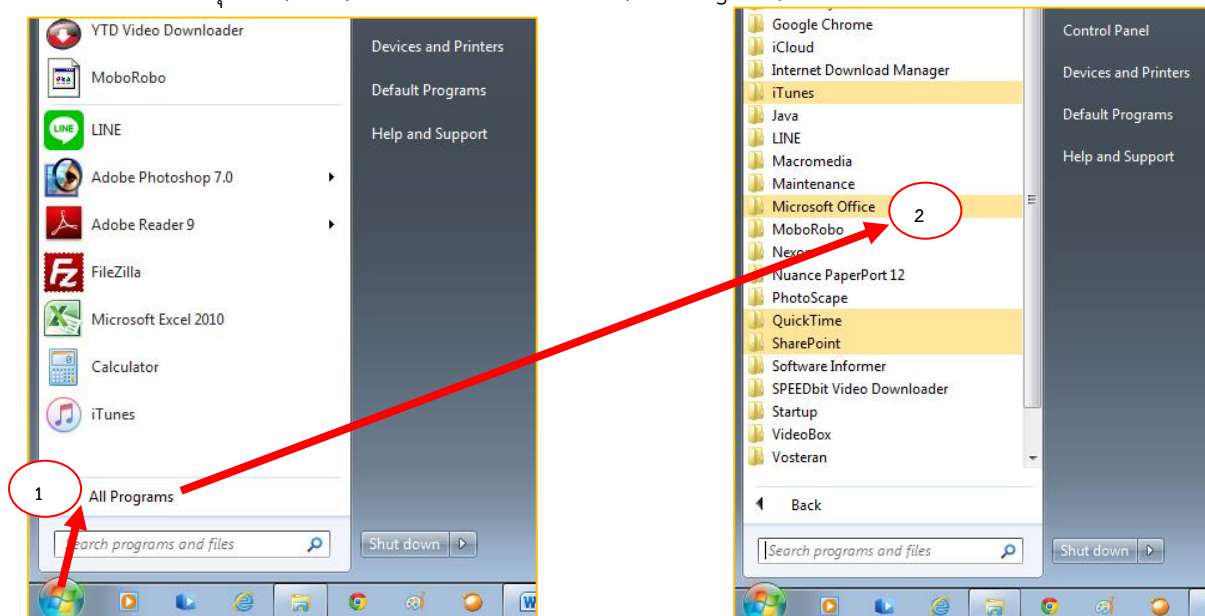 YTD Video Downloader
MoboRobo
LINE
LINE
Adobe Photoshop 7.0
Adobe Reader 9
FileZilla
Microsoft Excel 2010
Calculator
iTunes
1
All Programs
Search programs and files
Devices and Printers
Default Programs
Help and Support
Shut down
Google Chrome
iCloud
Internet Download Manager
iTunes
Java
LINE
Macromedia
Maintenance
Microsoft Office
2
MoboRobo
Nuance PaperPort 12
PhotoScape
QuickTime
SharePoint
Software Informer
SPEEDbit Video Downloader
Startup
VideoBox
Vosteran
Back
Search programs and files
Control Panel
Devices and Printers
Default Programs
Help and Support
Shut down